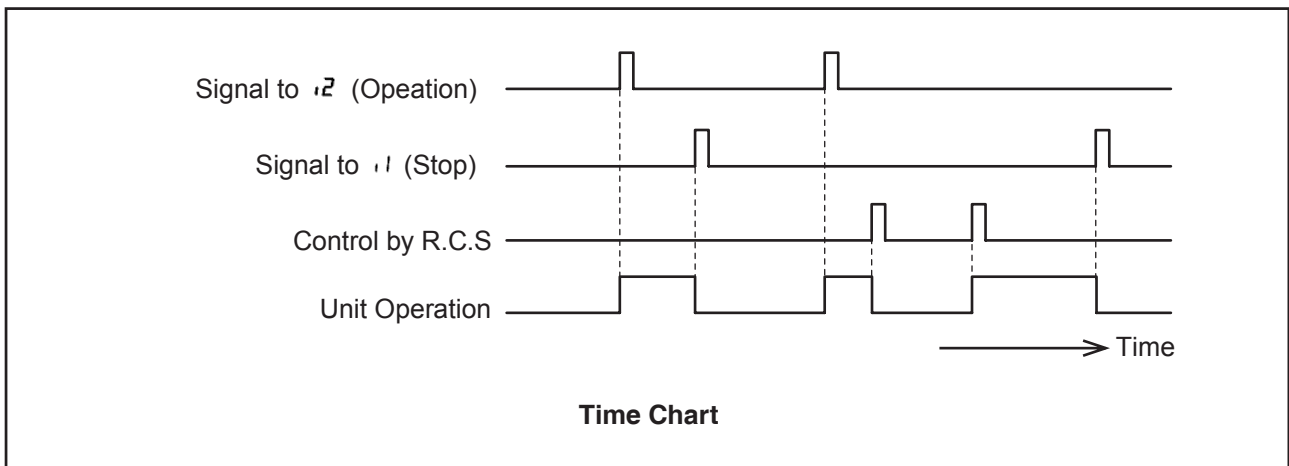 Signal to i2 (Opeation)
Signal to i1 (Stop)
Control by R.C.S
Unit Operation
Time
Time Chart